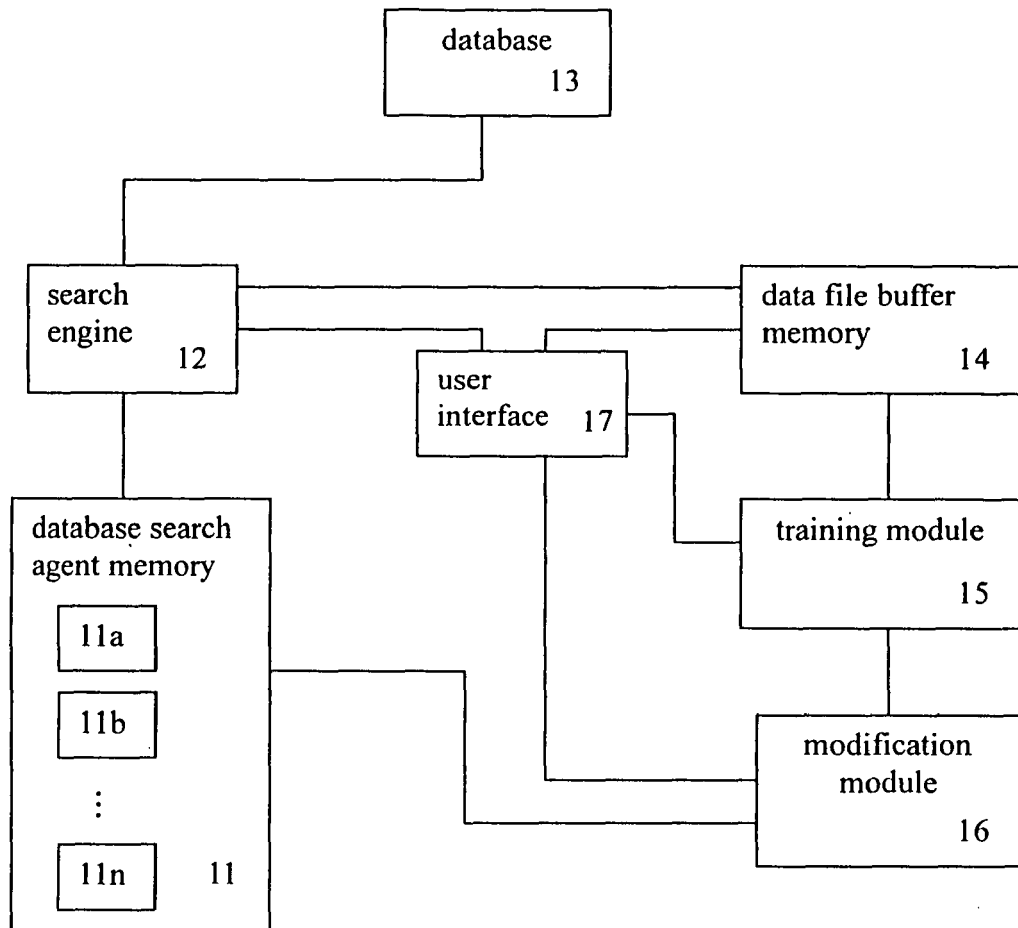 database
13
search
engine
12
data file buffer
memory
14
user
interface
17
database search
agent memory
11a
11b
⋮
11n
11
training module
15
modification
module
16